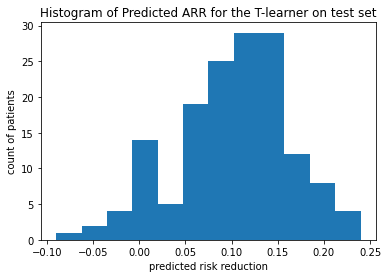 Histogram of Predicted ARR for the T-learner on test set
count of patients
30
25
20
15
10
5
0
−0.10 −0.05 0.00 0.05 0.10 0.15 0.20 0.25
predicted risk reduction